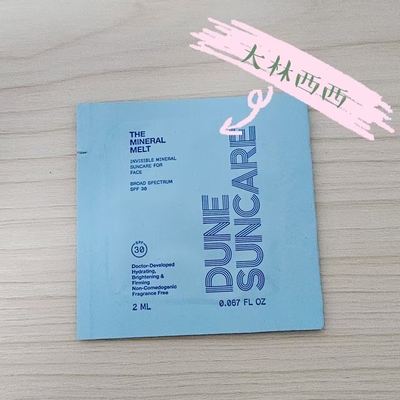 大林西西
THE
MINERAL
MELT
INVISIBLE MINERAL
SUNCARE FOR
FACE
BROAD SPECTRUM
SPF 30
SPF
30
Doctor-Developed
Hydrating,
Brightening &
Firming
Non-Comedogenic
Fragrance Free
2 ML
0.067 FL OZ
DUNE
SUNCARE